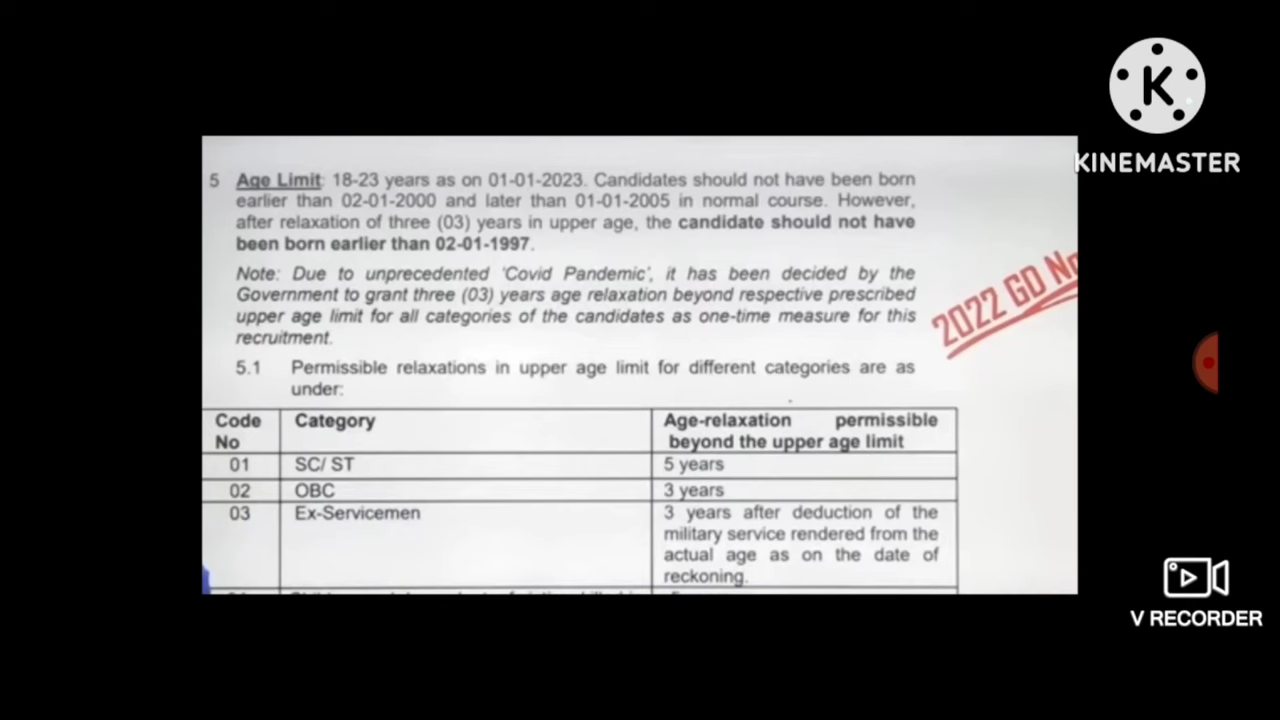 K
KINEMASTER
5 Age Limit: 18-23 years as on 01-01-2023. Candidates should not have been born
earlier than 02-01-2000 and later than 01-01-2005 in normal course. However,
after relaxation of three (03) years in upper age, the candidate should not have
been born earlier than 02-01-1997.
Note: Due to unprecedented 'Covid Pandemic', it has been decided by the
Government to grant three (03) years age relaxation beyond respective prescribed
upper age limit for all categories of the candidates as one-time measure for this
recruitment.
2022 GD
5.1 Permissible relaxations in upper age limit for different categories are as
under:
Code No Category Age-relaxation permissible
beyond the upper age limit
01 SC/ ST 5 years
02 OBC 3 years
03 Ex-Servicemen 3 years after deduction of the
military service rendered from the
actual age as on the date of
reckoning.
V RECORDER